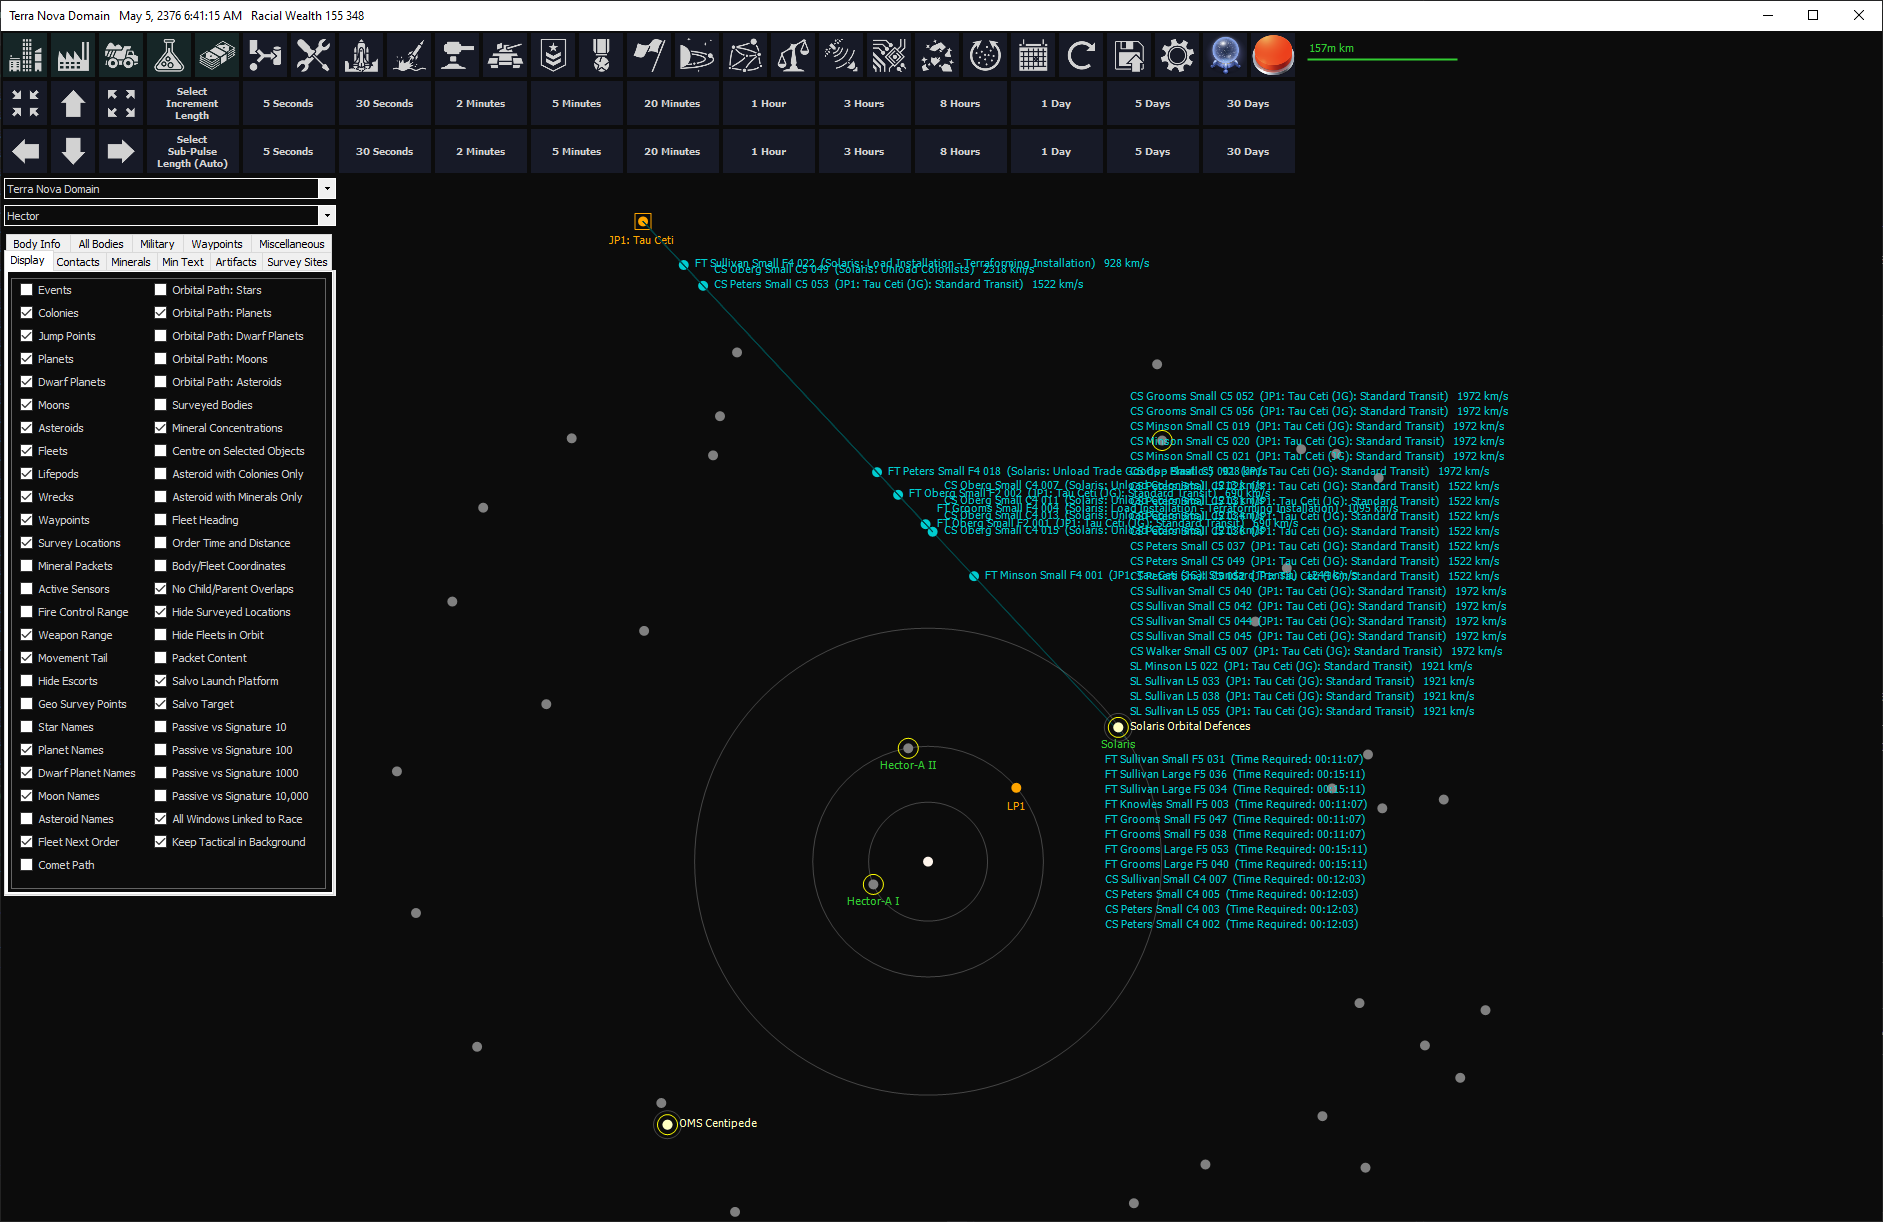 Terra Nova Domain   May 5, 2376 6:41:15 AM   Racial Wealth 155 348
157m km
Select Increment Length
5 Seconds
30 Seconds
2 Minutes
5 Minutes
20 Minutes
1 Hour
3 Hours
8 Hours
1 Day
5 Days
30 Days
Select Sub-Pulse Length (Auto)
5 Seconds
30 Seconds
2 Minutes
5 Minutes
20 Minutes
1 Hour
3 Hours
8 Hours
1 Day
5 Days
30 Days
Terra Nova Domain
Hector
Body Info   All Bodies   Military   Waypoints   Miscellaneous
Display   Contacts   Minerals   Min Text   Artifacts   Survey Sites
Events   Orbital Path: Stars
Colonies   Orbital Path: Planets
Jump Points   Orbital Path: Dwarf Planets
Planets   Orbital Path: Moons
Dwarf Planets   Orbital Path: Asteroids
Moons   Surveyed Bodies
Asteroids   Mineral Concentrations
Fleets   Centre on Selected Objects
Lifepods   Asteroid with Colonies Only
Wrecks   Asteroid with Minerals Only
Waypoints   Fleet Heading
Survey Locations   Order Time and Distance
Mineral Packets   Body/Fleet Coordinates
Active Sensors   No Child/Parent Overlaps
Fire Control Range   Hide Surveyed Locations
Weapon Range   Hide Fleets in Orbit
Movement Tail   Packet Content
Hide Escorts   Salvo Launch Platform
Geo Survey Points   Salvo Target
Star Names   Passive vs Signature 10
Planet Names   Passive vs Signature 100
Dwarf Planet Names   Passive vs Signature 1000
Moon Names   Passive vs Signature 10,000
Asteroid Names   All Windows Linked to Race
Fleet Next Order   Keep Tactical in Background
Comet Path
JP1: Tau Ceti
FT Sullivan Small F4 022  (Solaris: Load Installation - Terraforming Installation)   928 km/s
CS Oberg Small C5 049  (Solaris: Unload Colonists)   2318 km/s
CS Peters Small C5 053  (JP1: Tau Ceti (JG): Standard Transit)   1522 km/s
CS Grooms Small C5 052  (JP1: Tau Ceti (JG): Standard Transit)   1972 km/s
CS Grooms Small C5 056  (JP1: Tau Ceti (JG): Standard Transit)   1972 km/s
CS Minson Small C5 019  (JP1: Tau Ceti (JG): Standard Transit)   1972 km/s
CS Minson Small C5 020  (JP1: Tau Ceti (JG): Standard Transit)   1972 km/s
CS Minson Small C5 021  (JP1: Tau Ceti (JG): Standard Transit)   1972 km/s
FT Peters Small F4 018  (Solaris: Unload Trade Goods
Tau Ceti (JG): Standard Transit)   1972 km/s
CS Oberg Small C4 007  (Solaris:
Tau Ceti (JG): Standard Transit)   1522 km/s
FT Oberg Small F2 002  (JP1: Tau Ceti (JG): Standard Transit)   690 km/s
CS Oberg Small C4 011  (Solaris:
Tau Ceti (JG): Standard Transit)   1522 km/s
FT Grooms Small F4 004  (Solaris: Load Installation - Terraforming Installation)   1095 km/s
CS Oberg Small C4 013  (Solaris:
Tau Ceti (JG): Standard Transit)   1522 km/s
FT Oberg Small F2 001  (JP1: Tau Ceti (JG): Standard Transit)   690 km/s
CS Oberg Small C4 015  (Solaris:
Tau Ceti (JG): Standard Transit)   1522 km/s
CS Peters Small C5 037  (JP1: Tau Ceti (JG): Standard Transit)   1522 km/s
CS Peters Small C5 049  (JP1: Tau Ceti (JG): Standard Transit)   1522 km/s
FT Minson Small F4 001  (JP1:
1522 km/s
CS Sullivan Small C5 040  (JP1: Tau Ceti (JG): Standard Transit)   1972 km/s
CS Sullivan Small C5 042  (JP1: Tau Ceti (JG): Standard Transit)   1972 km/s
CS Sullivan Small C5 044  (JP1: Tau Ceti (JG): Standard Transit)   1972 km/s
CS Sullivan Small C5 045  (JP1: Tau Ceti (JG): Standard Transit)   1972 km/s
CS Walker Small C5 007  (JP1: Tau Ceti (JG): Standard Transit)   1972 km/s
SL Minson L5 022  (JP1: Tau Ceti (JG): Standard Transit)   1921 km/s
SL Sullivan L5 033  (JP1: Tau Ceti (JG): Standard Transit)   1921 km/s
SL Sullivan L5 038  (JP1: Tau Ceti (JG): Standard Transit)   1921 km/s
SL Sullivan L5 055  (JP1: Tau Ceti (JG): Standard Transit)   1921 km/s
Solaris Orbital Defences
Solaris
FT Sullivan Small F5 031  (Time Required: 00:11:07)
FT Sullivan Large F5 036  (Time Required: 00:15:11)
FT Sullivan Large F5 034  (Time Required: 00:15:11)
FT Knowles Small F5 003  (Time Required: 00:11:07)
FT Grooms Small F5 047  (Time Required: 00:11:07)
FT Grooms Small F5 038  (Time Required: 00:11:07)
FT Grooms Large F5 053  (Time Required: 00:15:11)
FT Grooms Large F5 040  (Time Required: 00:15:11)
CS Sullivan Small C4 007  (Time Required: 00:12:03)
CS Peters Small C4 005  (Time Required: 00:12:03)
CS Peters Small C4 003  (Time Required: 00:12:03)
CS Peters Small C4 002  (Time Required: 00:12:03)
Hector-A II
LP1
Hector-A I
OMS Centipede